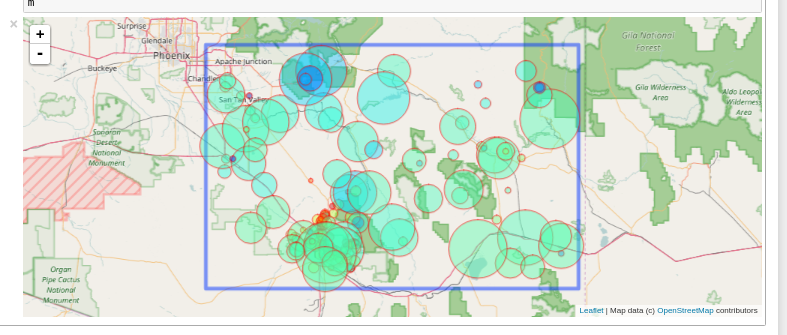 m
×
+
-
Surprise
Glendale
Phoenix
Buckeye
Apache Junction
Chandler
San Tan Valley
Sonoran
Desert
National
Monument
Organ
Pipe Cactus
National
Monument
Gila National
Forest
Gila Wilderness
Area
Aldo Leopo
Wilderness
Area
Leaflet | Map data (c) OpenStreetMap contributors